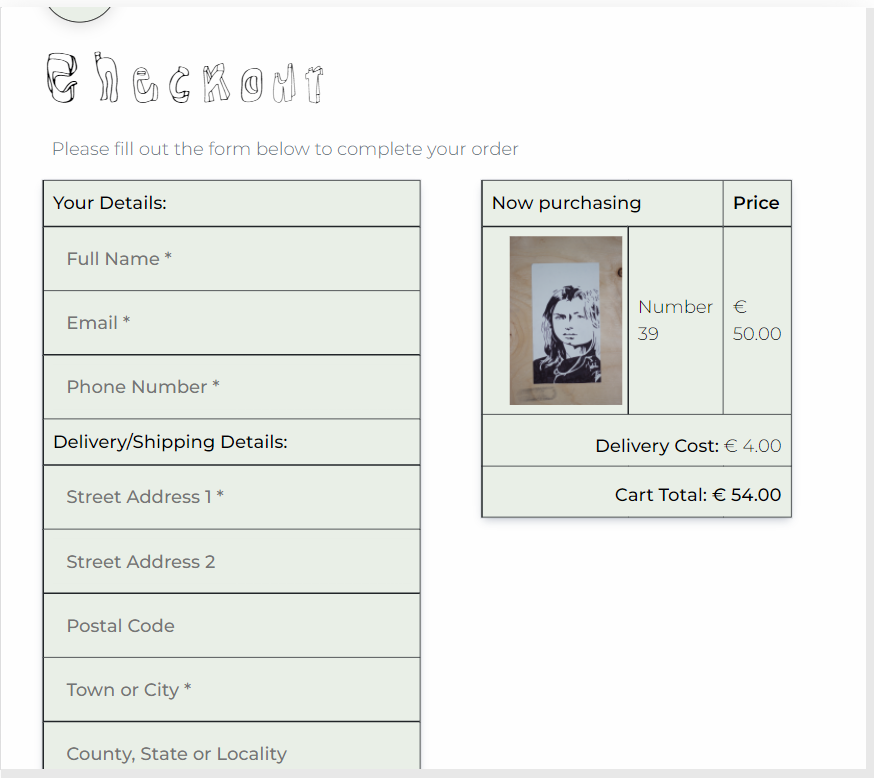 Checkout
Please fill out the form below to complete your order
Your Details:
Full Name *
Email *
Phone Number *
Delivery/Shipping Details:
Street Address 1 *
Street Address 2
Postal Code
Town or City *
County, State or Locality
Now purchasing
Price
Number
39
€
50.00
Delivery Cost: € 4.00
Cart Total: € 54.00